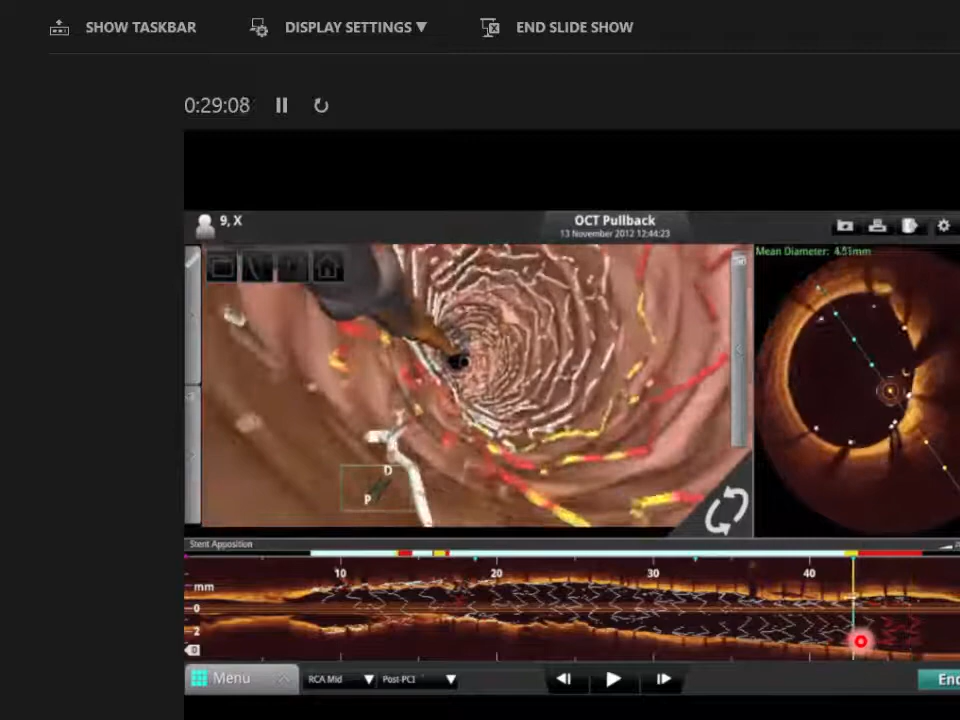 SHOW TASKBAR DISPLAY SETTINGS ▼ END SLIDE SHOW
0:29:08
9, X
OCT Pullback
13 November 2012 12:44:23
Mean Diameter: 4.51mm
D
P
Stent Apposition
10 20 30 40
mm
0
2
Menu RCA Mid ▼ Post-PCI ▼